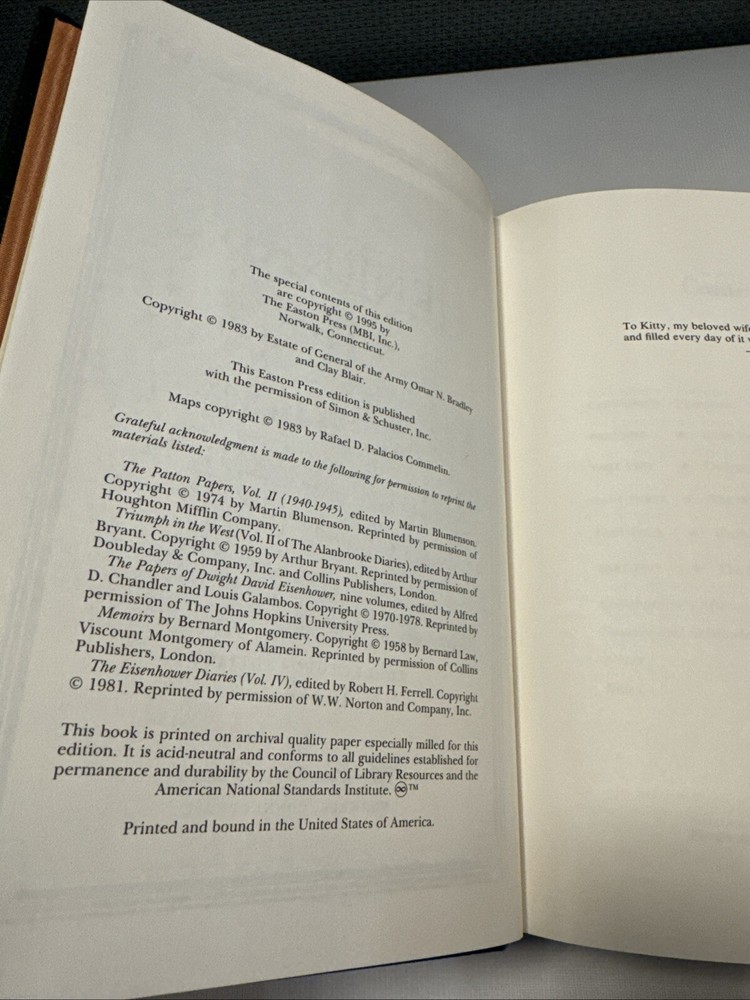 The special contents of this edition
are copyright © 1995 by
The Easton Press (MBI, Inc.),
Norwalk, Connecticut.
Copyright © 1983 by Estate of General of the Army Omar N. Bradley
and Clay Blair.
This Easton Press edition is published
with the permission of Simon & Schuster, Inc.
Maps copyright © 1983 by Rafael D. Palacios Commelin.
Grateful acknowledgment is made to the following for permission to reprint the
materials listed:
The Patton Papers, Vol. II (1940-1945), edited by Martin Blumenson.
Copyright © 1974 by Martin Blumenson. Reprinted by permission of
Houghton Mifflin Company.
Triumph in the West (Vol. II of The Alanbrooke Diaries), edited by Arthur
Bryant. Copyright © 1959 by Arthur Bryant. Reprinted by permission of
Doubleday & Company, Inc. and Collins Publishers, London.
The Papers of Dwight David Eisenhower, nine volumes, edited by Alfred
D. Chandler and Louis Galambos. Copyright © 1970-1978. Reprinted by
permission of The Johns Hopkins University Press.
Memoirs by Bernard Montgomery. Copyright © 1958 by Bernard Law,
Viscount Montgomery of Alamein. Reprinted by permission of Collins
Publishers, London.
The Eisenhower Diaries (Vol. IV), edited by Robert H. Ferrell. Copyright
© 1981. Reprinted by permission of W.W. Norton and Company, Inc.
This book is printed on archival quality paper especially milled for this
edition. It is acid-neutral and conforms to all guidelines established for
permanence and durability by the Council of Library Resources and the
American National Standards Institute. ♾™
Printed and bound in the United States of America.
To Kitty, my beloved wife
and filled every day of it